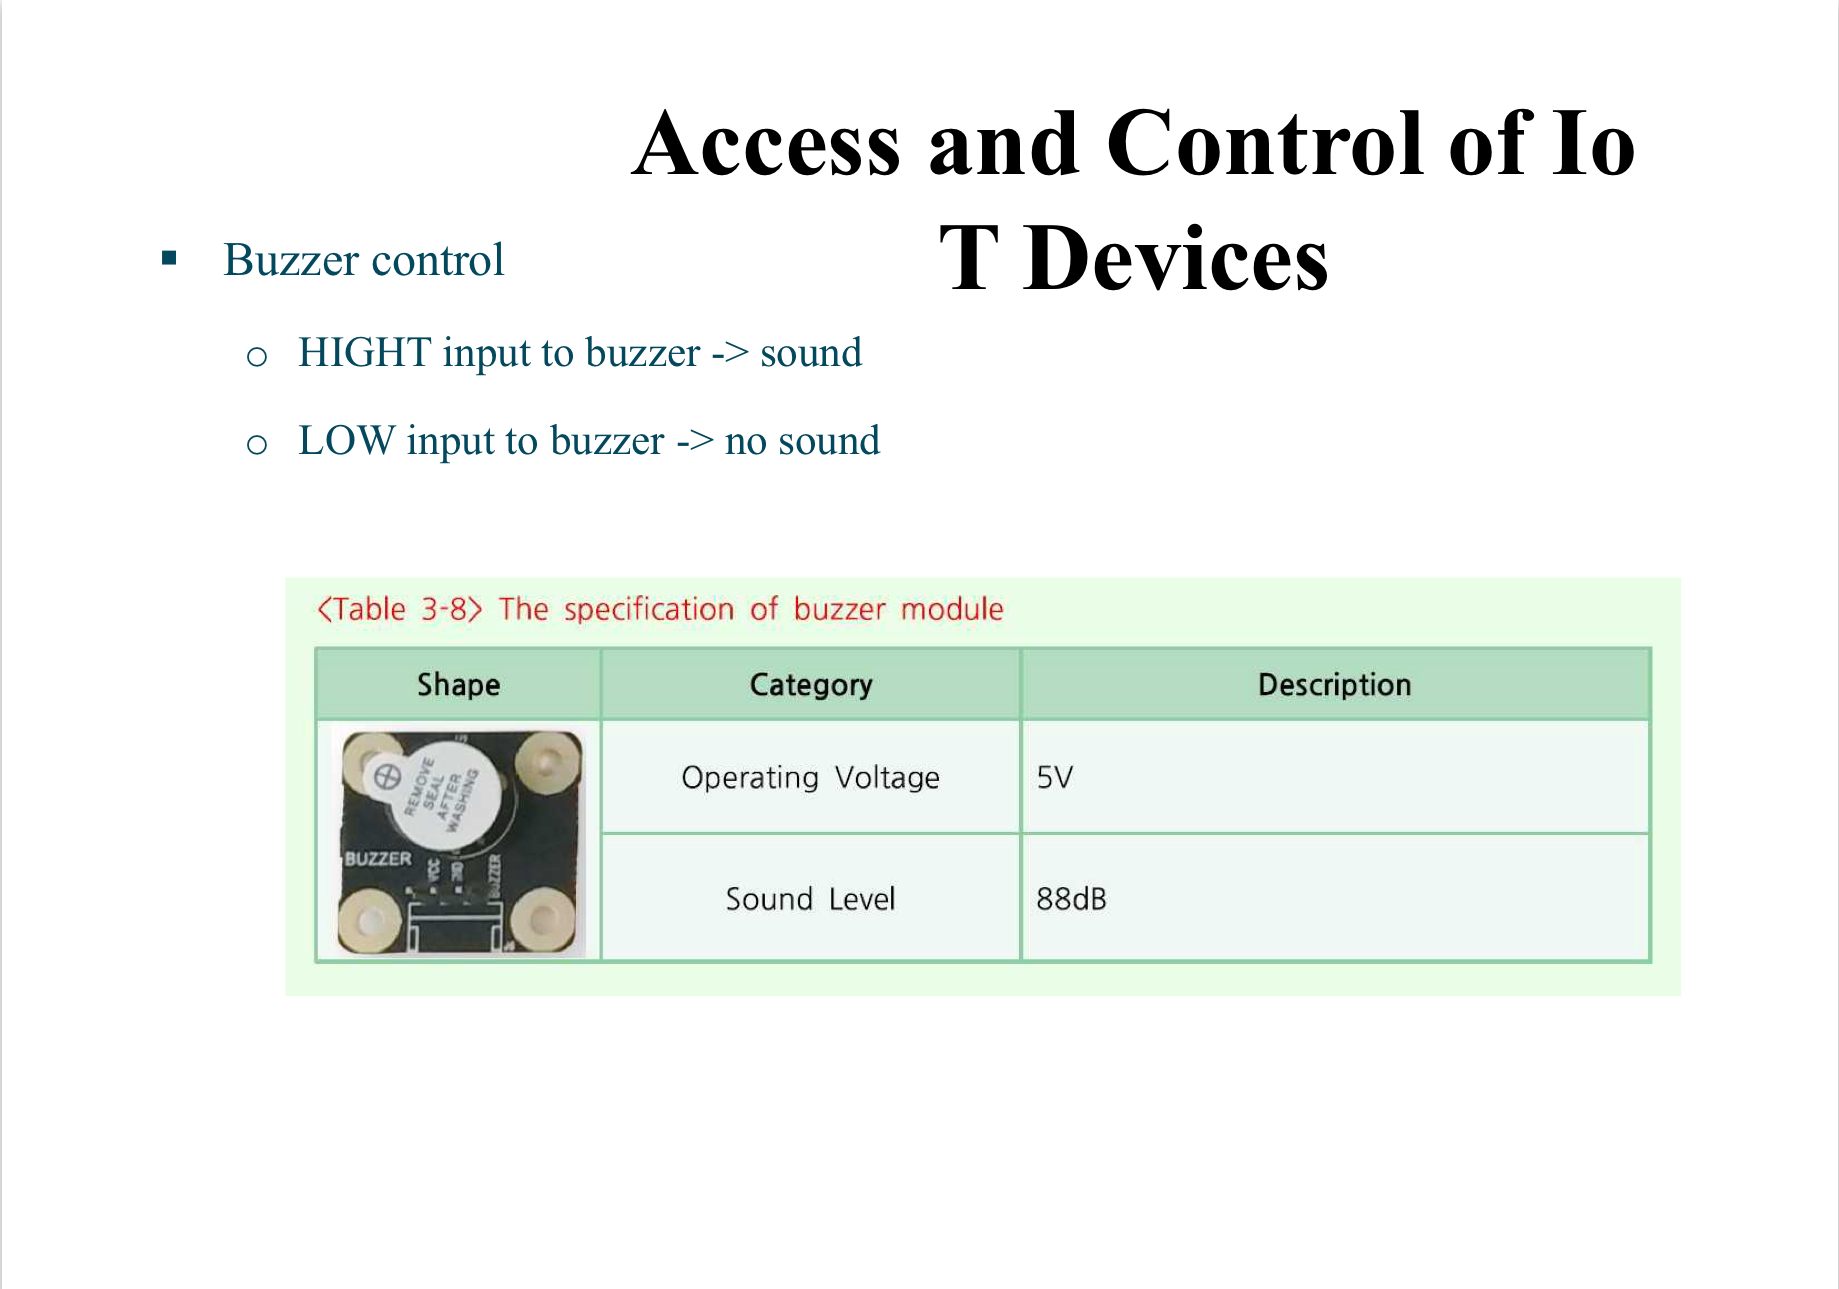 Access and Control of Io
T Devices
▪ Buzzer control
o HIGHT input to buzzer -> sound
o LOW input to buzzer -> no sound
<Table 3-8> The specification of buzzer module
Shape Category Description
REMOVE
SEAL
AFTER
WASHING
BUZZER
VCC
BUZZER
Operating Voltage 5V
Sound Level 88dB